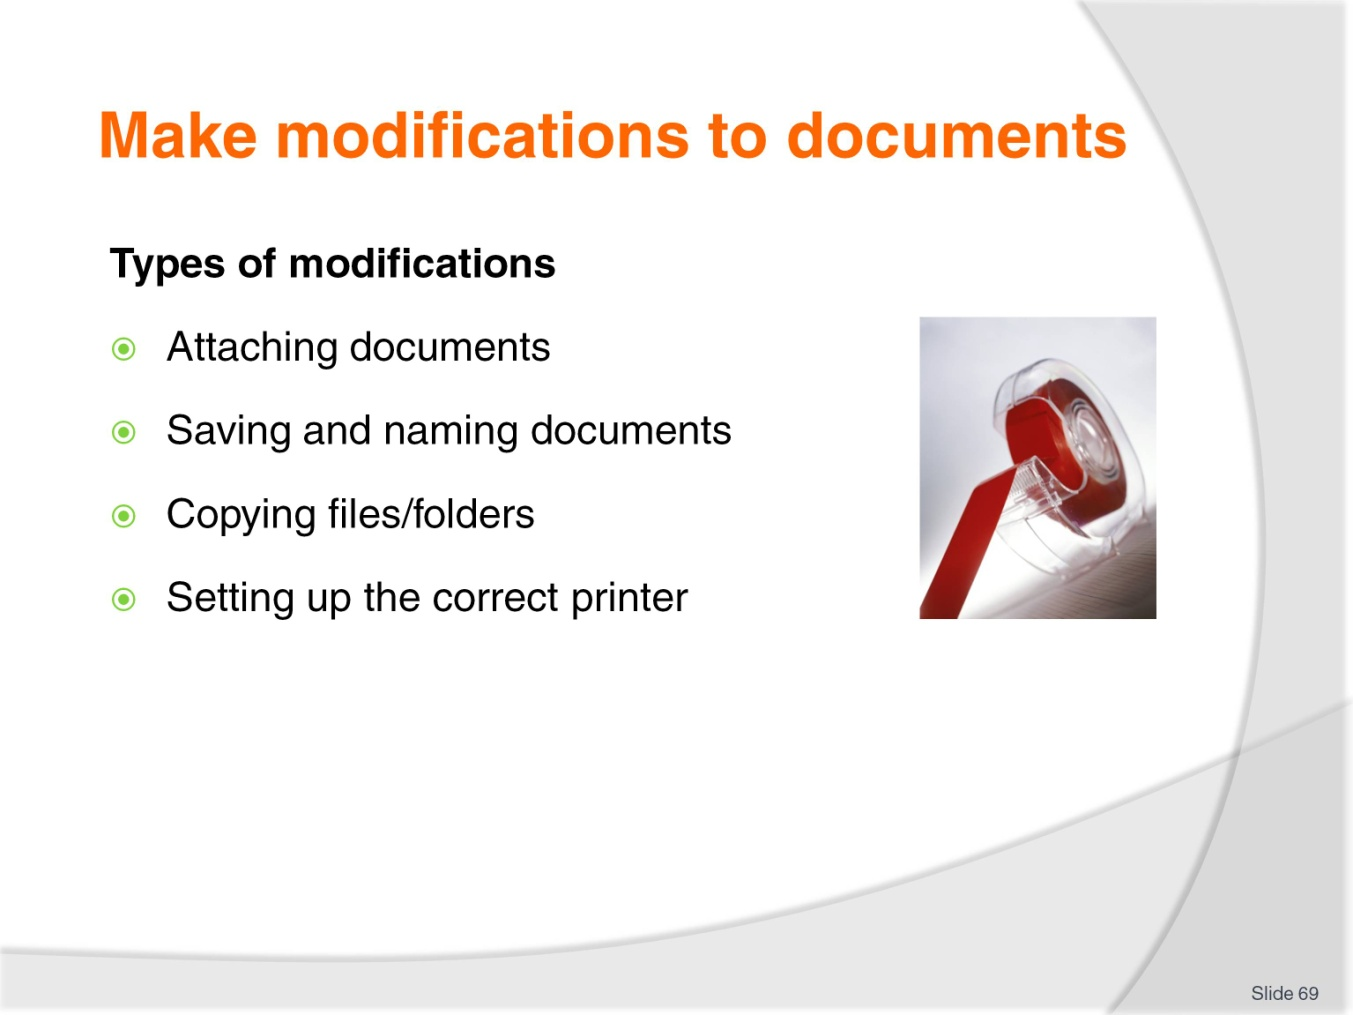 Make modifications to documents
Types of modifications
Attaching documents
Saving and naming documents
Copying files/folders
Setting up the correct printer
Slide 69